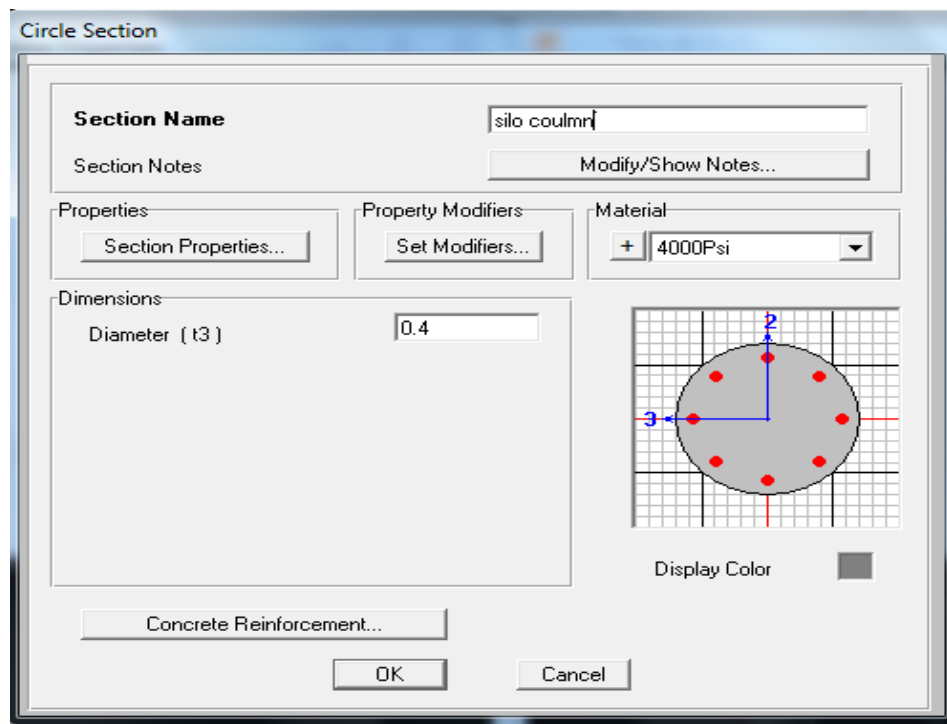 Circle Section
Section Name
silo coulmn
Section Notes
Modify/Show Notes...
Properties
Section Properties...
Property Modifiers
Set Modifiers...
Material
+
4000Psi
Dimensions
Diameter ( t3 )
0.4
2
3
Display Color
Concrete Reinforcement...
OK
Cancel